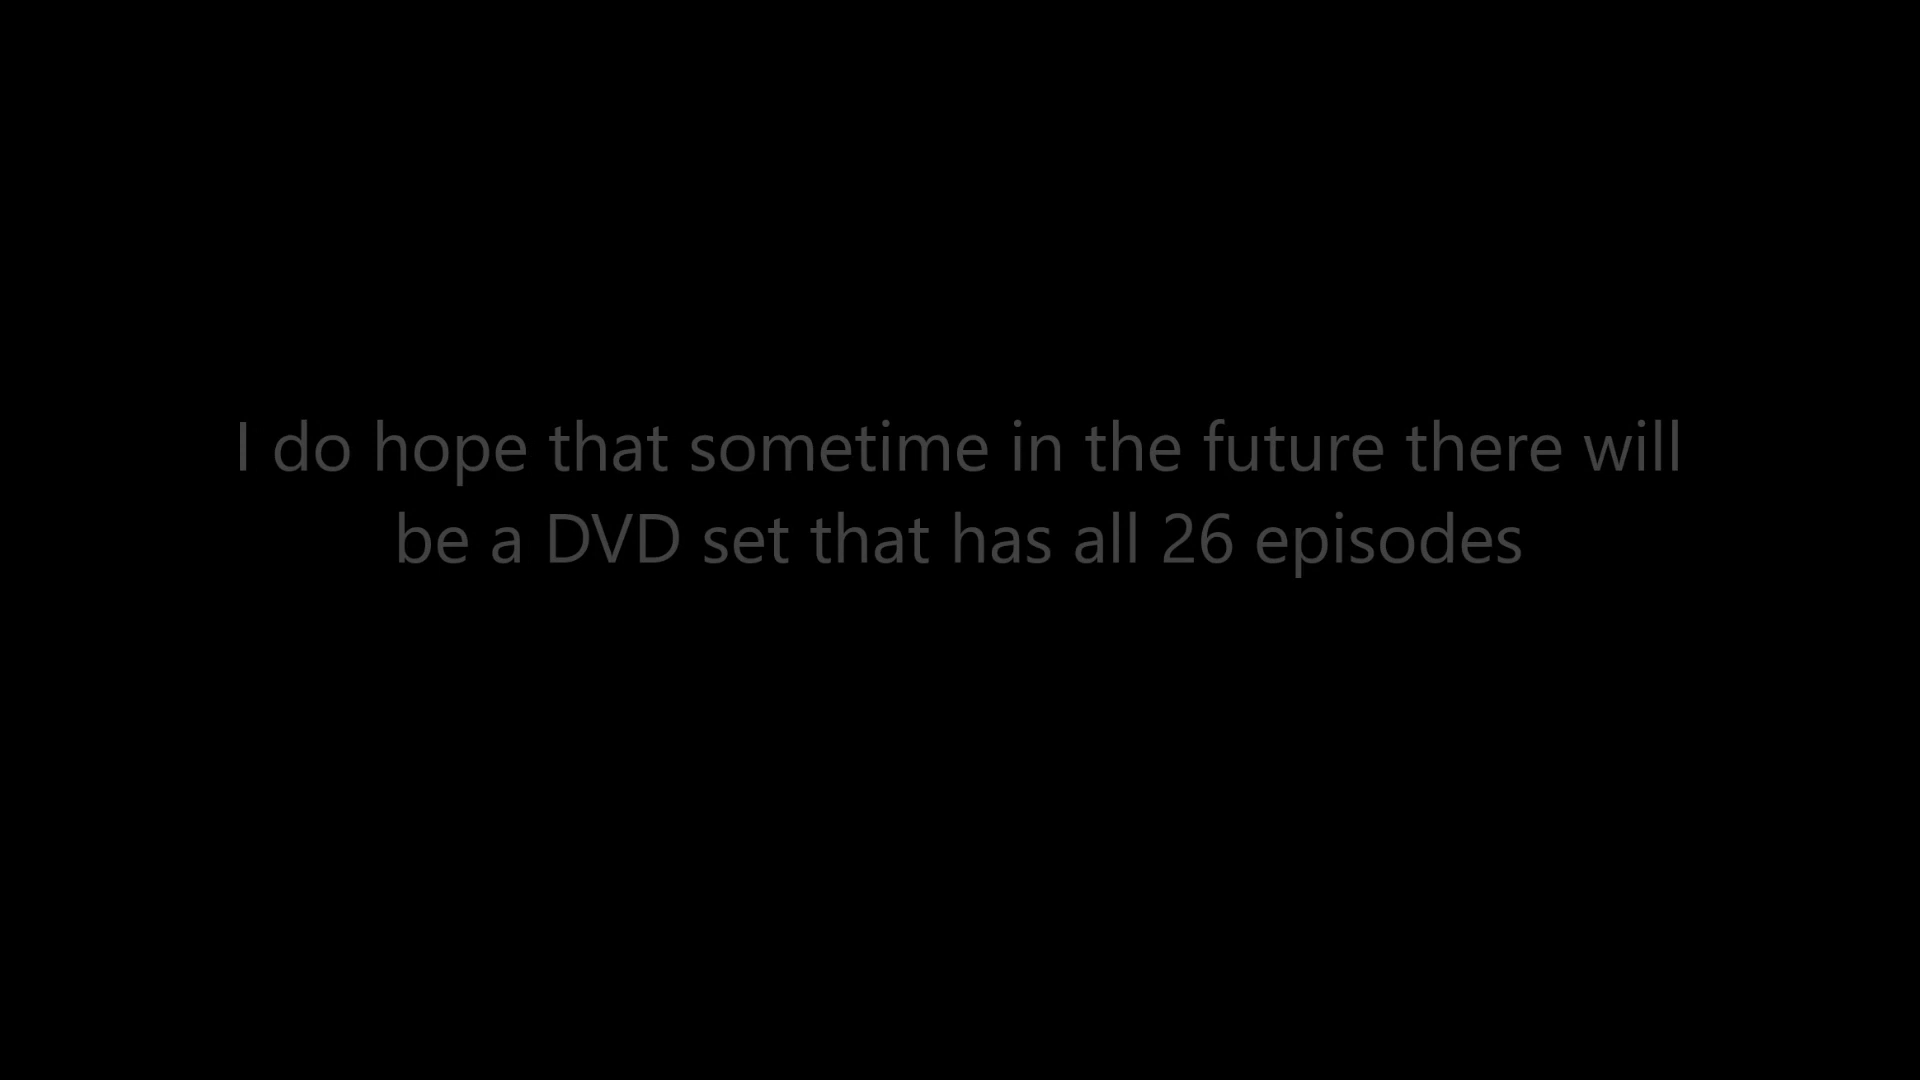 I do hope that sometime in the future there will
be a DVD set that has all 26 episodes